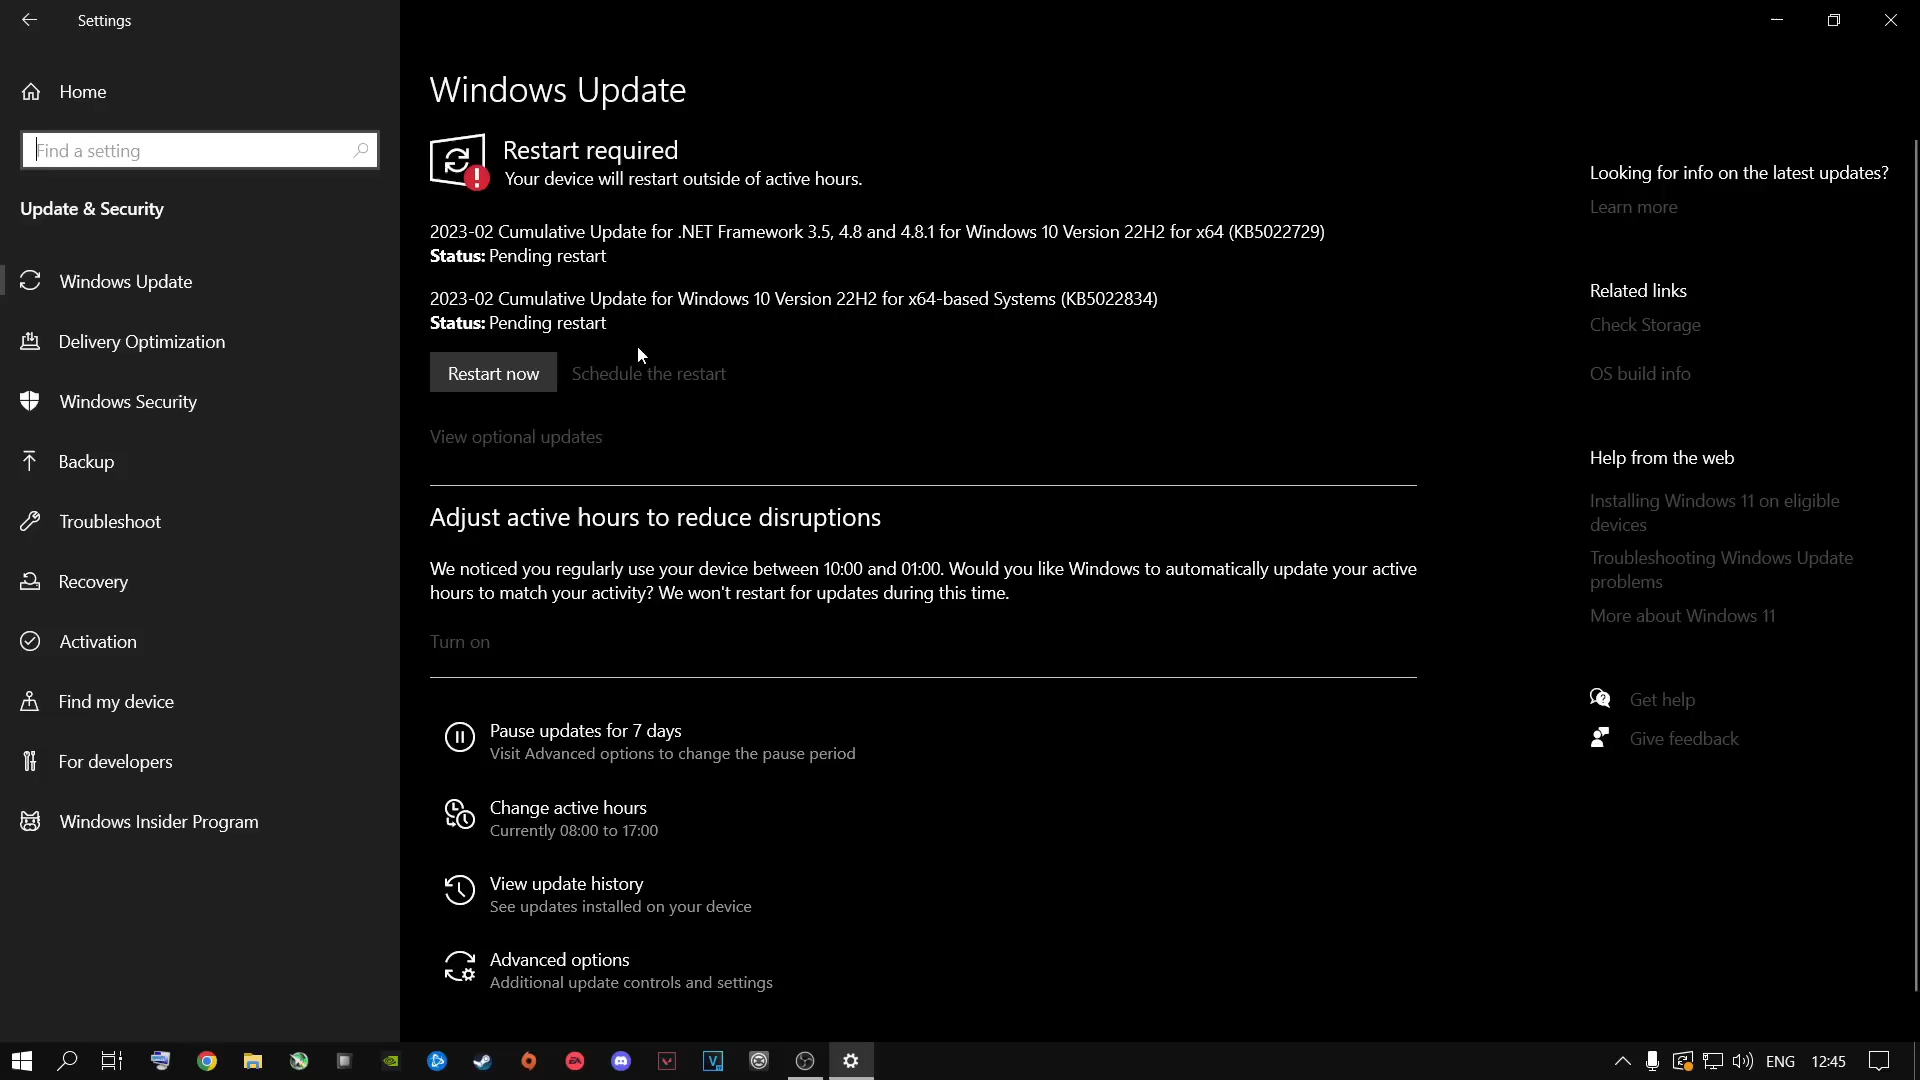 Settings
Home
Find a setting
Update & Security
Windows Update
Delivery Optimization
Windows Security
Backup
Troubleshoot
Recovery
Activation
Find my device
For developers
Windows Insider Program
Windows Update
Restart required
Your device will restart outside of active hours.
2023-02 Cumulative Update for .NET Framework 3.5, 4.8 and 4.8.1 for Windows 10 Version 22H2 for x64 (KB5022729)
Status: Pending restart
2023-02 Cumulative Update for Windows 10 Version 22H2 for x64-based Systems (KB5022834)
Status: Pending restart
Restart now
Schedule the restart
View optional updates
Adjust active hours to reduce disruptions
We noticed you regularly use your device between 10:00 and 01:00. Would you like Windows to automatically update your active
hours to match your activity? We won't restart for updates during this time.
Turn on
Pause updates for 7 days
Visit Advanced options to change the pause period
Change active hours
Currently 08:00 to 17:00
View update history
See updates installed on your device
Advanced options
Additional update controls and settings
Looking for info on the latest updates?
Learn more
Related links
Check Storage
OS build info
Help from the web
Installing Windows 11 on eligible
devices
Troubleshooting Windows Update
problems
More about Windows 11
Get help
Give feedback
ENG
12:45